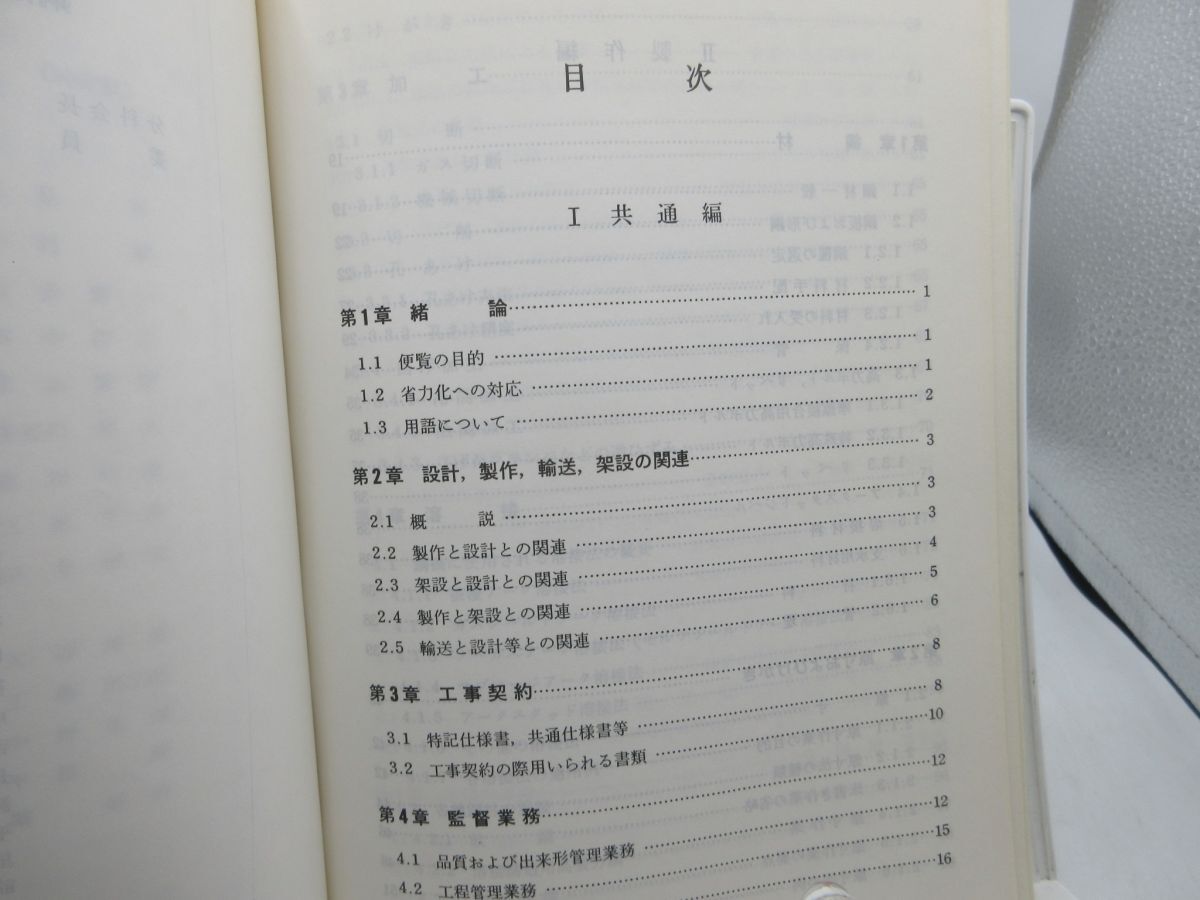 目　　次
I 共 通 編
第1章 緒　　論…………………………………… 1
1.1 便覧の目的 …………………………………… 1
1.2 省力化への対応 …………………………………… 1
1.3 用語について …………………………………… 2
第2章 設計，製作，輸送，架設の関連…………………………………… 3
2.1 概　　説 …………………………………… 3
2.2 製作と設計との関連 …………………………………… 3
2.3 架設と設計との関連 …………………………………… 4
2.4 製作と架設との関連 …………………………………… 5
2.5 輸送と設計等との関連 …………………………………… 6
第3章 工事契約…………………………………… 8
3.1 特記仕様書，共通仕様書等 …………………………………… 8
3.2 工事契約の際用いられる書類 …………………………………… 10
第4章 監督業務…………………………………… 12
4.1 品質および出来形管理業務 …………………………………… 12
4.2 工程管理業務 …………………………………… 15
16